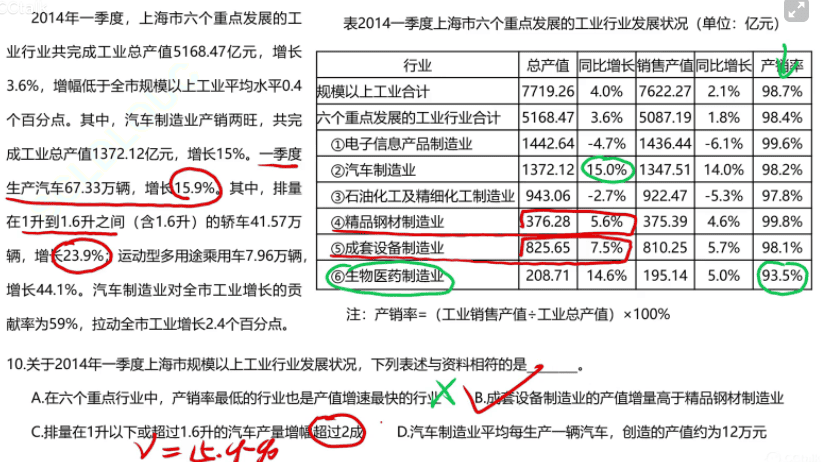 2014年一季度，上海市六个重点发展的工
业行业共完成工业总产值5168.47亿元，增长
3.6%，增幅低于全市规模以上工业平均水平0.4
个百分点。其中，汽车制造业产销两旺，共完
成工业总产值1372.12亿元，增长15%。一季度
生产汽车67.33万辆，增长15.9%。其中，排量
在1升到1.6升之间（含1.6升）的轿车41.57万
辆，增长23.9%；运动型多用途乘用车7.96万辆，
增长44.1%。汽车制造业对全市工业增长的贡
献率为59%，拉动全市工业增长2.4个百分点。
表2014一季度上海市六个重点发展的工业行业发展状况（单位：亿元）
行业 总产值 同比增长 销售产值 同比增长 产销率
规模以上工业合计 7719.26 4.0% 7622.27 2.1% 98.7%
六个重点发展的工业行业合计 5168.47 3.6% 5087.19 1.8% 98.4%
①电子信息产品制造业 1442.64 -4.7% 1436.44 -6.1% 99.6%
②汽车制造业 1372.12 15.0% 1347.51 14.0% 98.2%
③石油化工及精细化工制造业 943.06 -2.7% 922.47 -5.3% 97.8%
④精品钢材制造业 376.28 5.6% 375.39 4.6% 99.8%
⑤成套设备制造业 825.65 7.5% 810.25 5.7% 98.1%
⑥生物医药制造业 208.71 14.6% 195.14 5.0% 93.5%
注：产销率=（工业销售产值÷工业总产值）×100%
10.关于2014年一季度上海市规模以上工业行业发展状况，下列表述与资料相符的是______。
A.在六个重点行业中，产销率最低的行业也是产值增速最快的行业
B.成套设备制造业的产值增量高于精品钢材制造业
C.排量在1升以下或超过1.6升的汽车产量增幅超过2成
D.汽车制造业平均每生产一辆汽车，创造的产值约为12万元